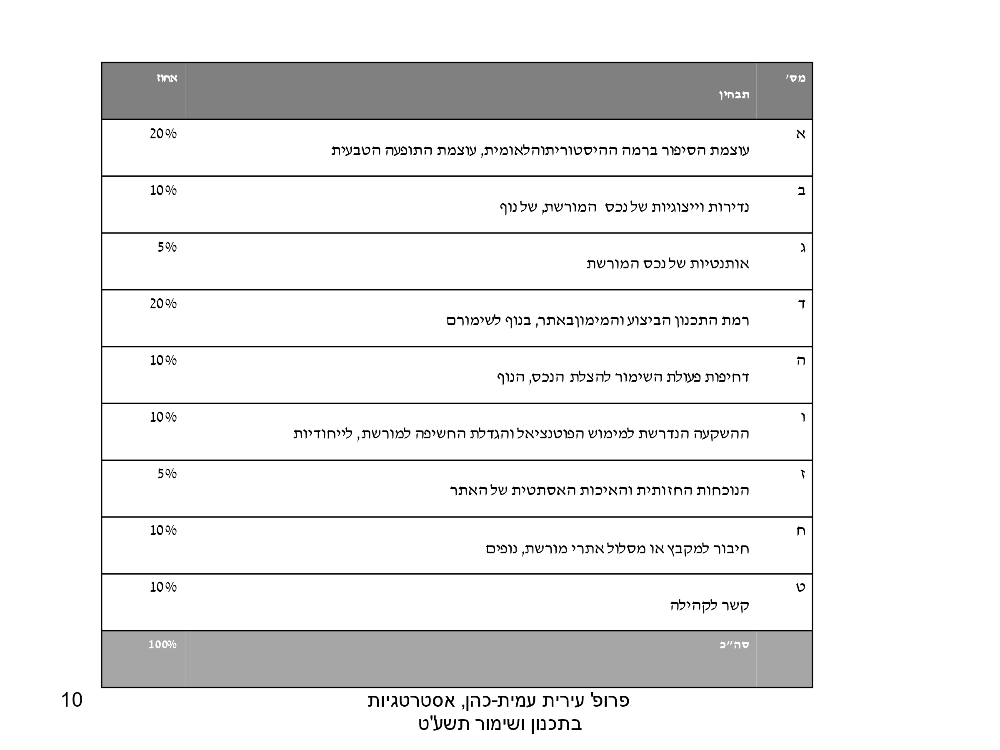 מס' תבחין אחוז
א עוצמת הסיפור ברמה ההיסטוריתוהלאומית, עוצמת התופעה הטבעית 20%
ב נדירות וייצוגיות של נכס המורשת, של נוף 10%
ג אותנטיות של נכס המורשת 5%
ד רמת התכנון הביצוע והמימוןבאתר, בנוף לשימורם 20%
ה דחיפות פעולת השימור להצלת הנכס, הנוף 10%
ו ההשקעה הנדרשת למימוש הפוטנציאל והגדלת החשיפה למורשת, לייחודיות 10%
ז הנוכחות החזותית והאיכות האסתטית של האתר 5%
ח חיבור למקבץ או מסלול אתרי מורשת, נופים 10%
ט קשר לקהילה 10%
סה"כ 100%
פרופ' עירית עמית-כהן, אסטרטגיות
בתכנון ושימור תשע"ט
10